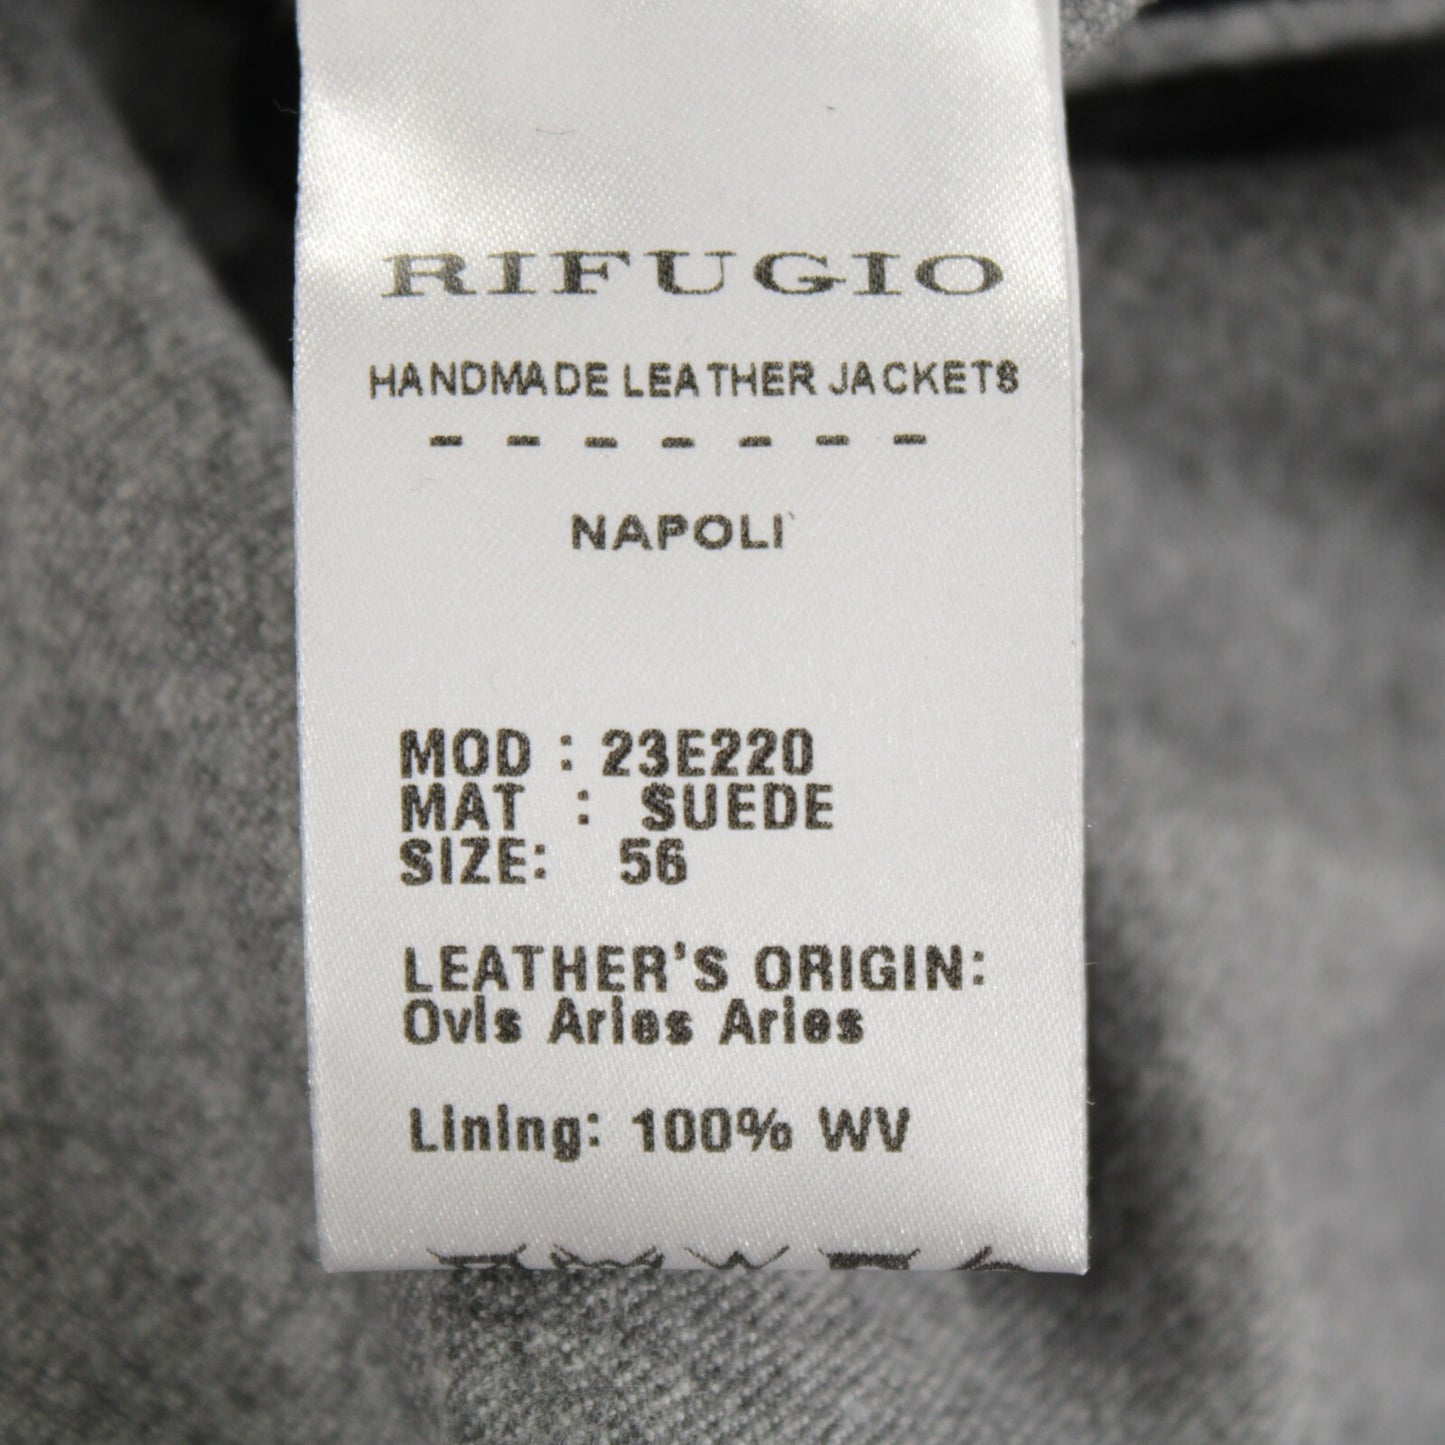 RIFUGIO
HANDMADE LEATHER JACKETS
- - - - - - -
NAPOLI
MOD : 23E220
MAT : SUEDE
SIZE: 56
LEATHER'S ORIGIN:
Ovis Aries Aries
Lining: 100% WV